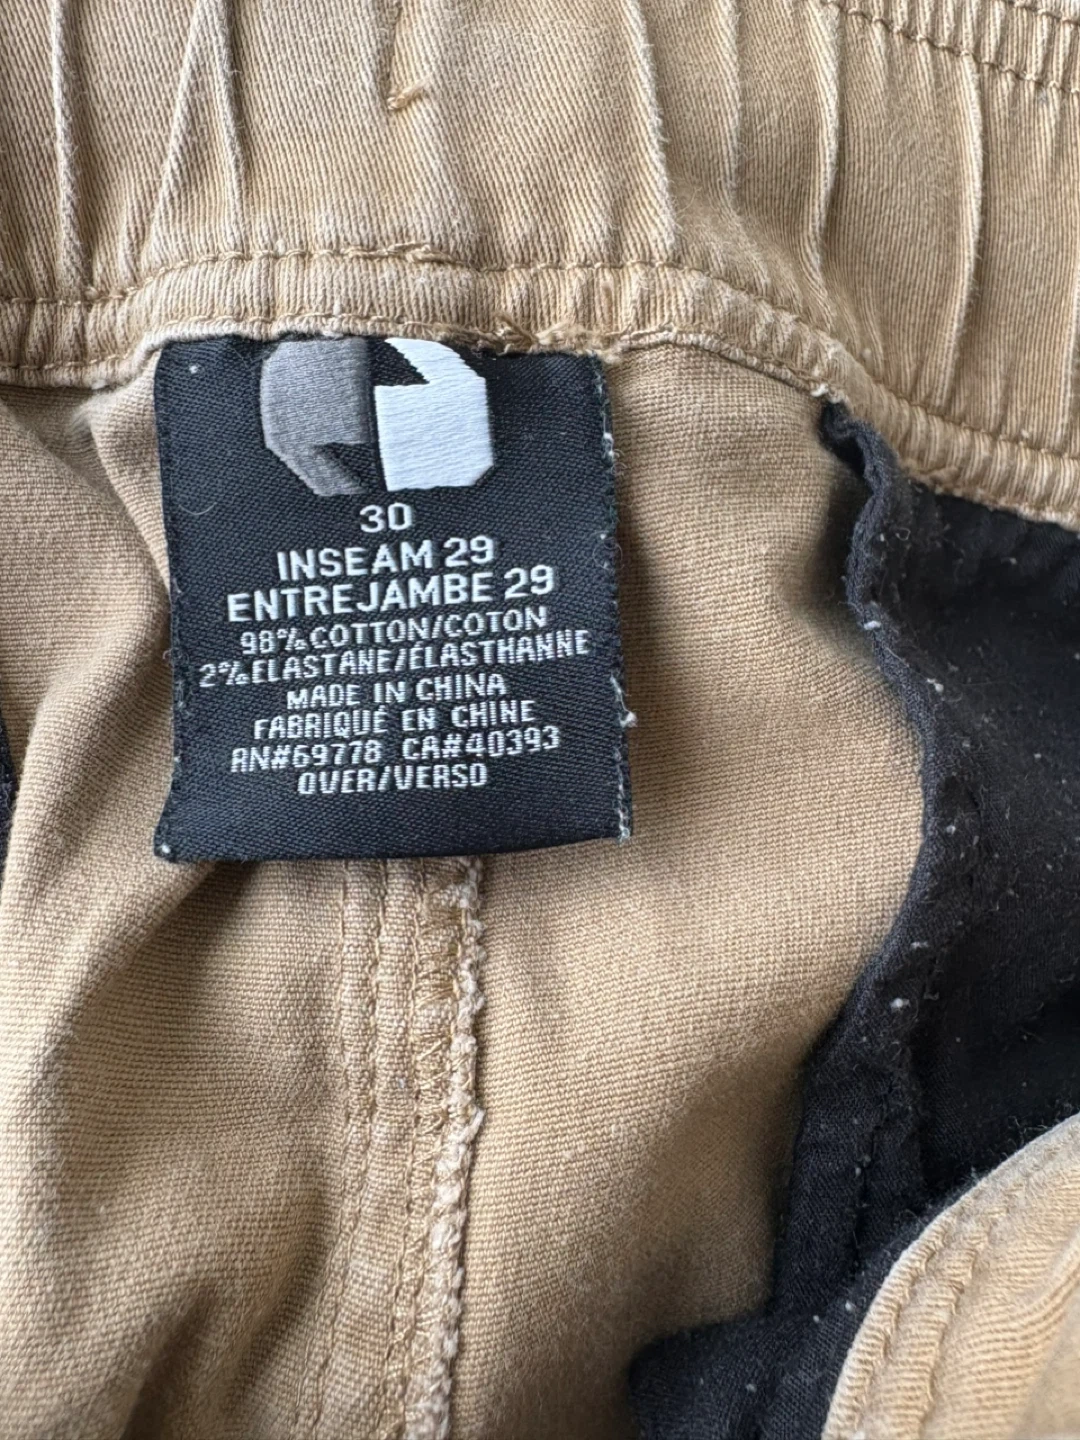 30
INSEAM 29
ENTREJAMBE 29
98% COTTON/COTON
2% ELASTANE/ÉLASTHANNE
MADE IN CHINA
FABRIQUÉ EN CHINE
RN#69778 CA#40393
OVER/VERSO